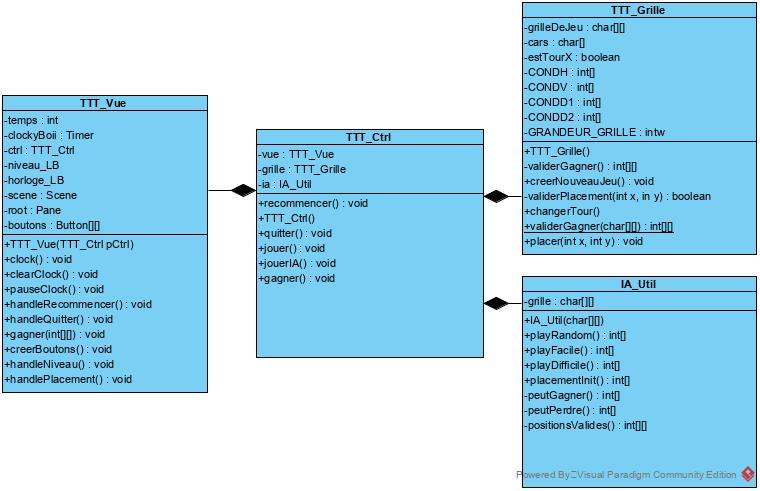 TTT_Vue
-temps : int
-clockyBoii : Timer
-ctrl : TTT_Ctrl
-niveau_LB
-horloge_LB
-scene : Scene
-root : Pane
-boutons : Button[][]
+TTT_Vue(TTT_Ctrl pCtrl)
+clock() : void
+clearClock() : void
+pauseClock() : void
+handleRecommencer() : void
+handleQuitter() : void
+gagner(int[][]) : void
+creerBoutons() : void
+handleNiveau() : void
+handlePlacement() : void
TTT_Ctrl
-vue : TTT_Vue
-grille : TTT_Grille
-ia : IA_Util
+recommencer() : void
+TTT_Ctrl()
+quitter() : void
+jouer() : void
+jouerIA() : void
+gagner() : void
TTT_Grille
-grilleDeJeu : char[][]
-cars : char[]
-estTourX : boolean
-CONDH : int[]
-CONDV : int[]
-CONDD1 : int[]
-CONDD2 : int[]
-GRANDEUR_GRILLE : intw
+TTT_Grille()
-validerGagner() : int[][]
+creerNouveauJeu() : void
-validerPlacement(int x, in y) : boolean
+changerTour()
+validerGagner(char[][]) : int[][]
+placer(int x, int y) : void
IA_Util
-grille : char[][]
+IA_Util(char[][])
+playRandom() : int[]
+playFacile() : int[]
+playDifficile() : int[]
+placementInit() : int[]
-peutGagner() : int[]
-peutPerdre() : int[]
-positionsValides() : int[][]
Powered By Visual Paradigm Community Edition